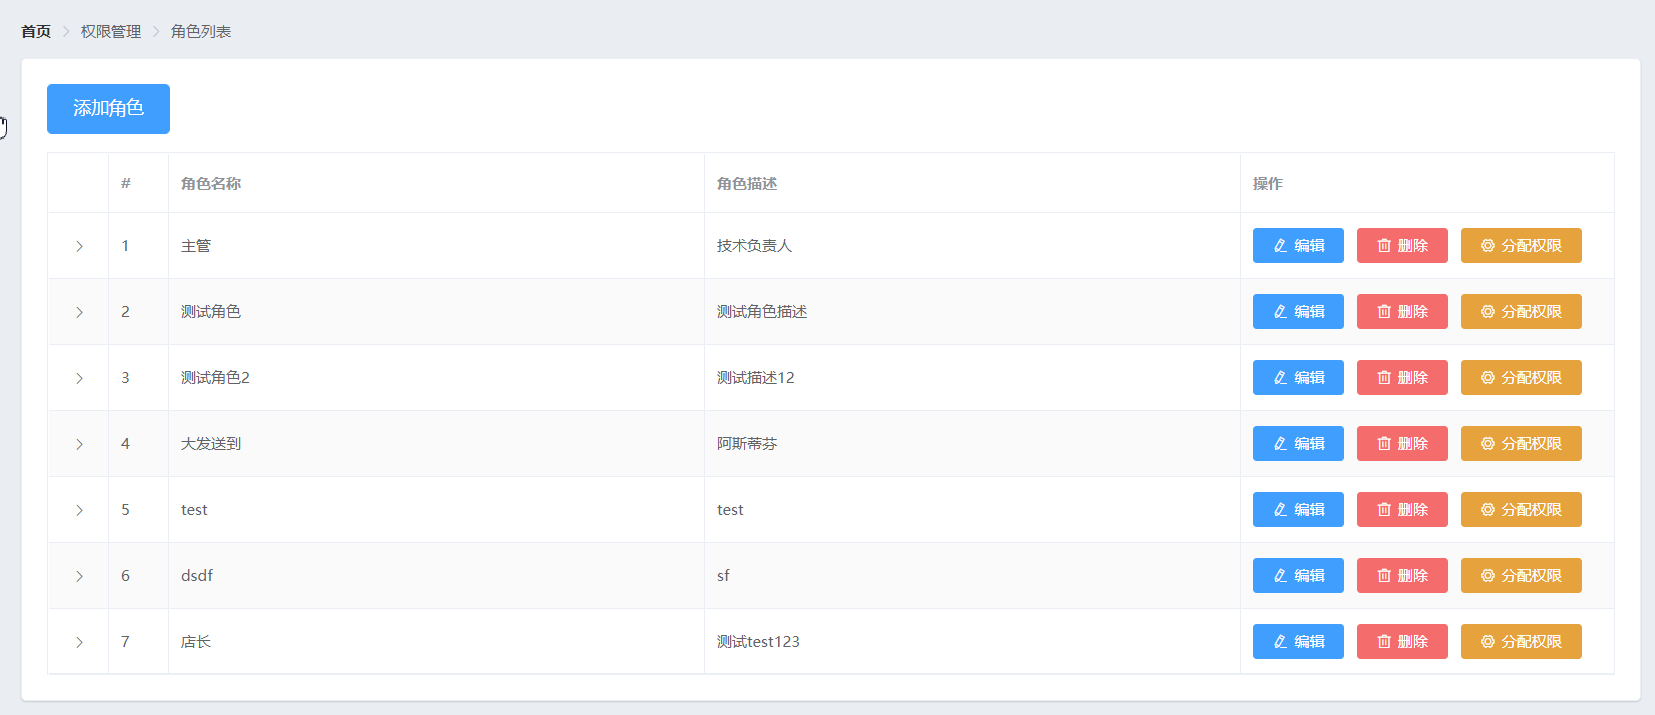 首页 权限管理 角色列表
添加角色
# 角色名称 角色描述 操作
1 主管 技术负责人 编辑 删除 分配权限
2 测试角色 测试角色描述 编辑 删除 分配权限
3 测试角色2 测试描述12 编辑 删除 分配权限
4 大发送到 阿斯蒂芬 编辑 删除 分配权限
5 test test 编辑 删除 分配权限
6 dsdf sf 编辑 删除 分配权限
7 店长 测试test123 编辑 删除 分配权限